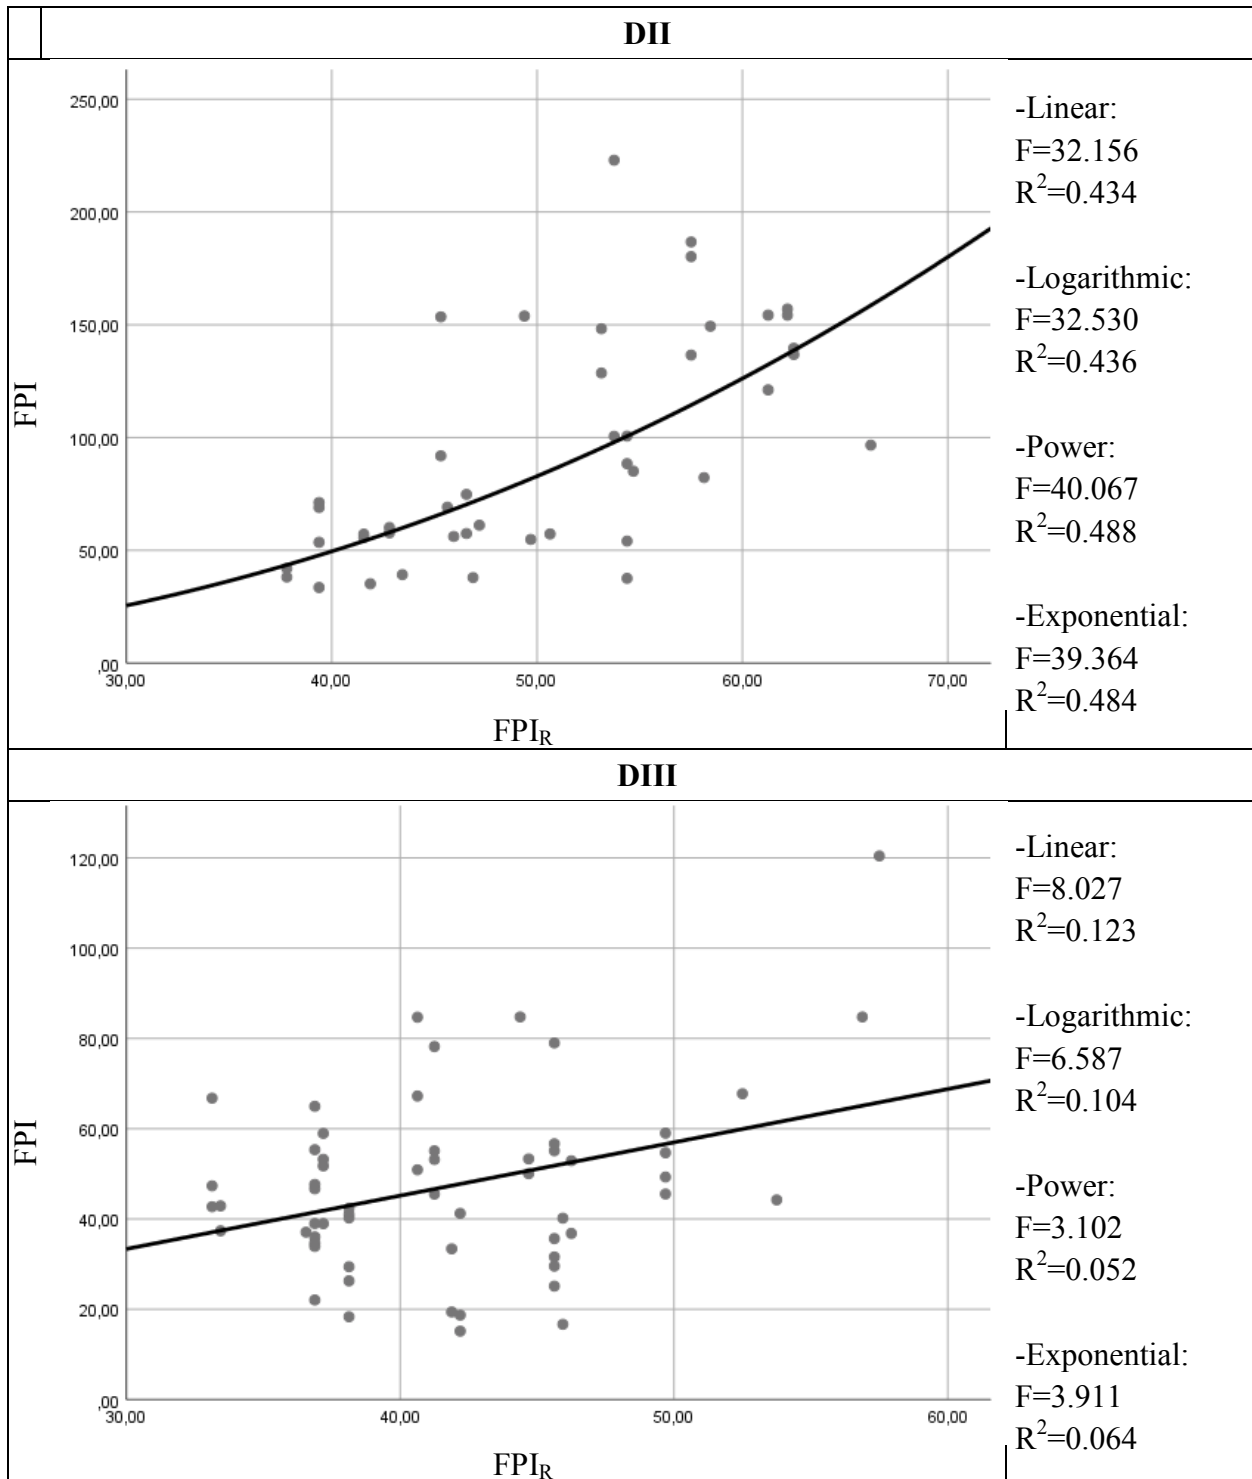 DII
250,00
200,00
150,00
100,00
50,00
,00
30,00 40,00 50,00 60,00 70,00
FPI
FPI_R
-Linear:
F=32.156
R²=0.434
-Logarithmic:
F=32.530
R²=0.436
-Power:
F=40.067
R²=0.488
-Exponential:
F=39.364
R²=0.484
DIII
120,00
100,00
80,00
60,00
40,00
20,00
,00
30,00 40,00 50,00 60,00
FPI
FPI_R
-Linear:
F=8.027
R²=0.123
-Logarithmic:
F=6.587
R²=0.104
-Power:
F=3.102
R²=0.052
-Exponential:
F=3.911
R²=0.064